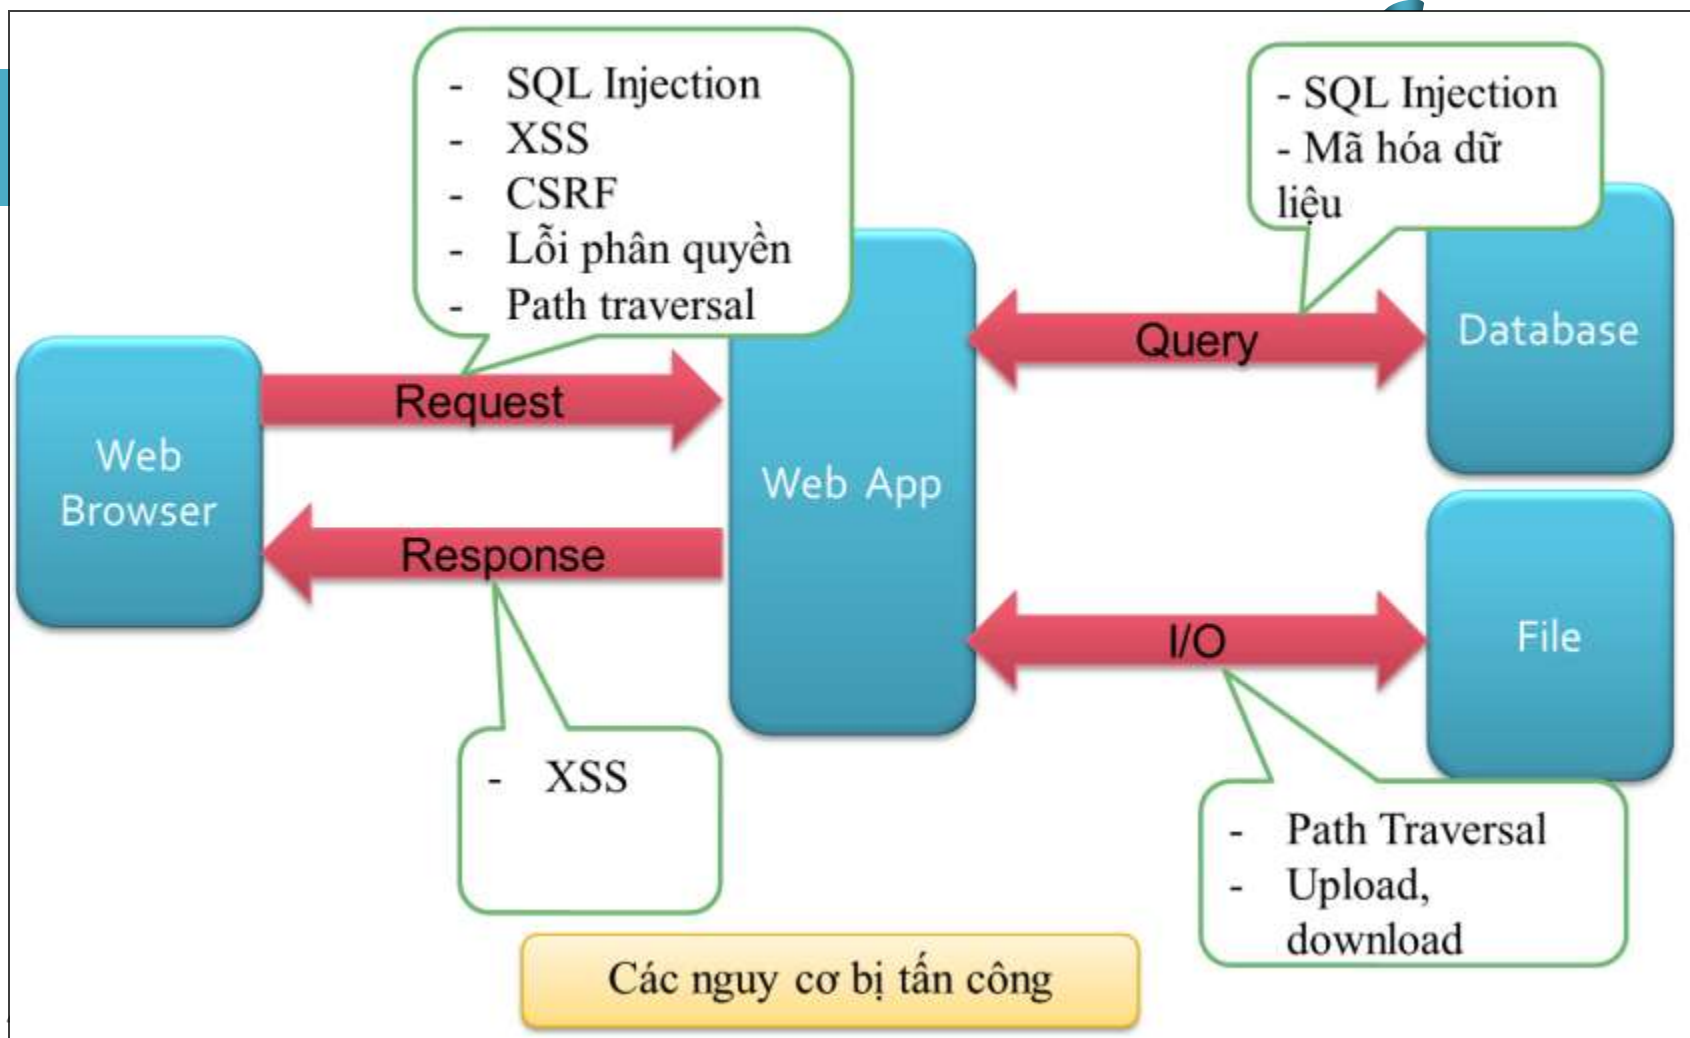 - SQL Injection
- XSS
- CSRF
- Lỗi phân quyền
- Path traversal
- SQL Injection
- Mã hóa dữ
liệu
Web
Browser
Request
Response
Web App
Query
Database
I/O
File
- XSS
- Path Traversal
- Upload,
download
Các nguy cơ bị tấn công